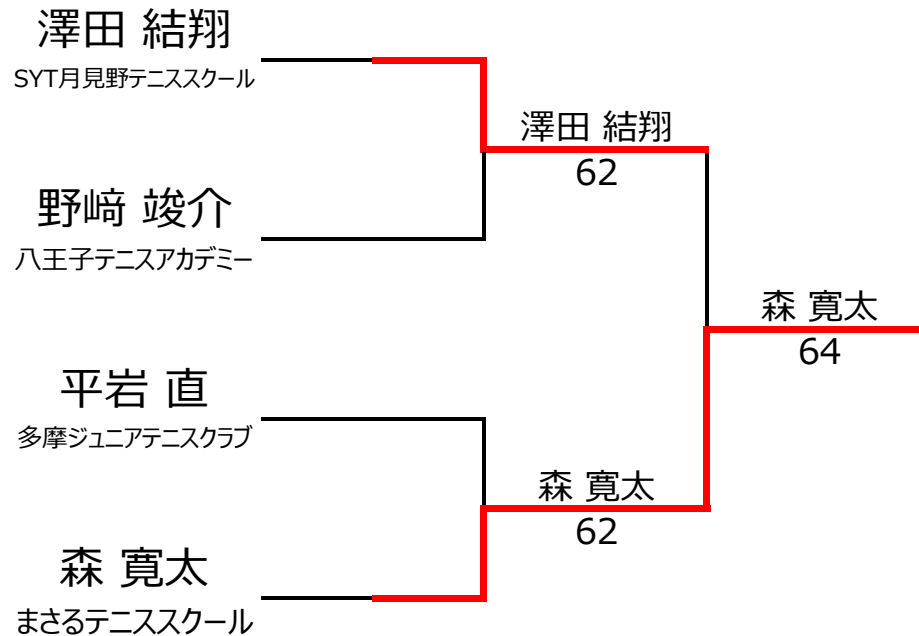 澤田 結翔
SYT月見野テニススクール
澤田 結翔
62
野﨑 竣介
八王子テニスアカデミー
森 寛太
64
平岩 直
多摩ジュニアテニスクラブ
森 寛太
62
森 寛太
まさるテニススクール